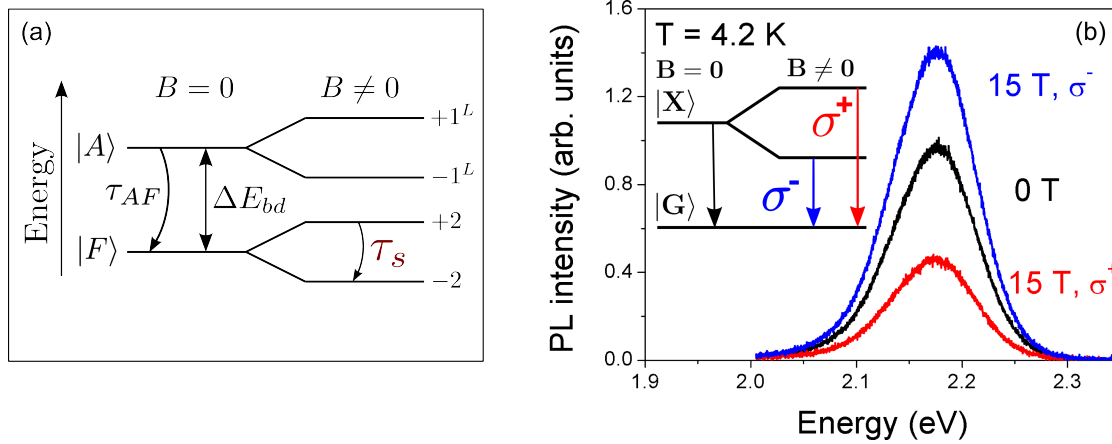 (a)
Energy
B = 0
B ≠ 0
|A⟩
|F⟩
τ_AF
ΔE_bd
+1^L
−1^L
+2
−2
τ_s
(b)
T = 4.2 K
B = 0
B ≠ 0
|X⟩
|G⟩
σ^+
σ^-
15 T, σ^-
0 T
15 T, σ^+
PL intensity (arb. units)
1.6
1.2
0.8
0.4
0.0
1.9
2.0
2.1
2.2
2.3
Energy (eV)